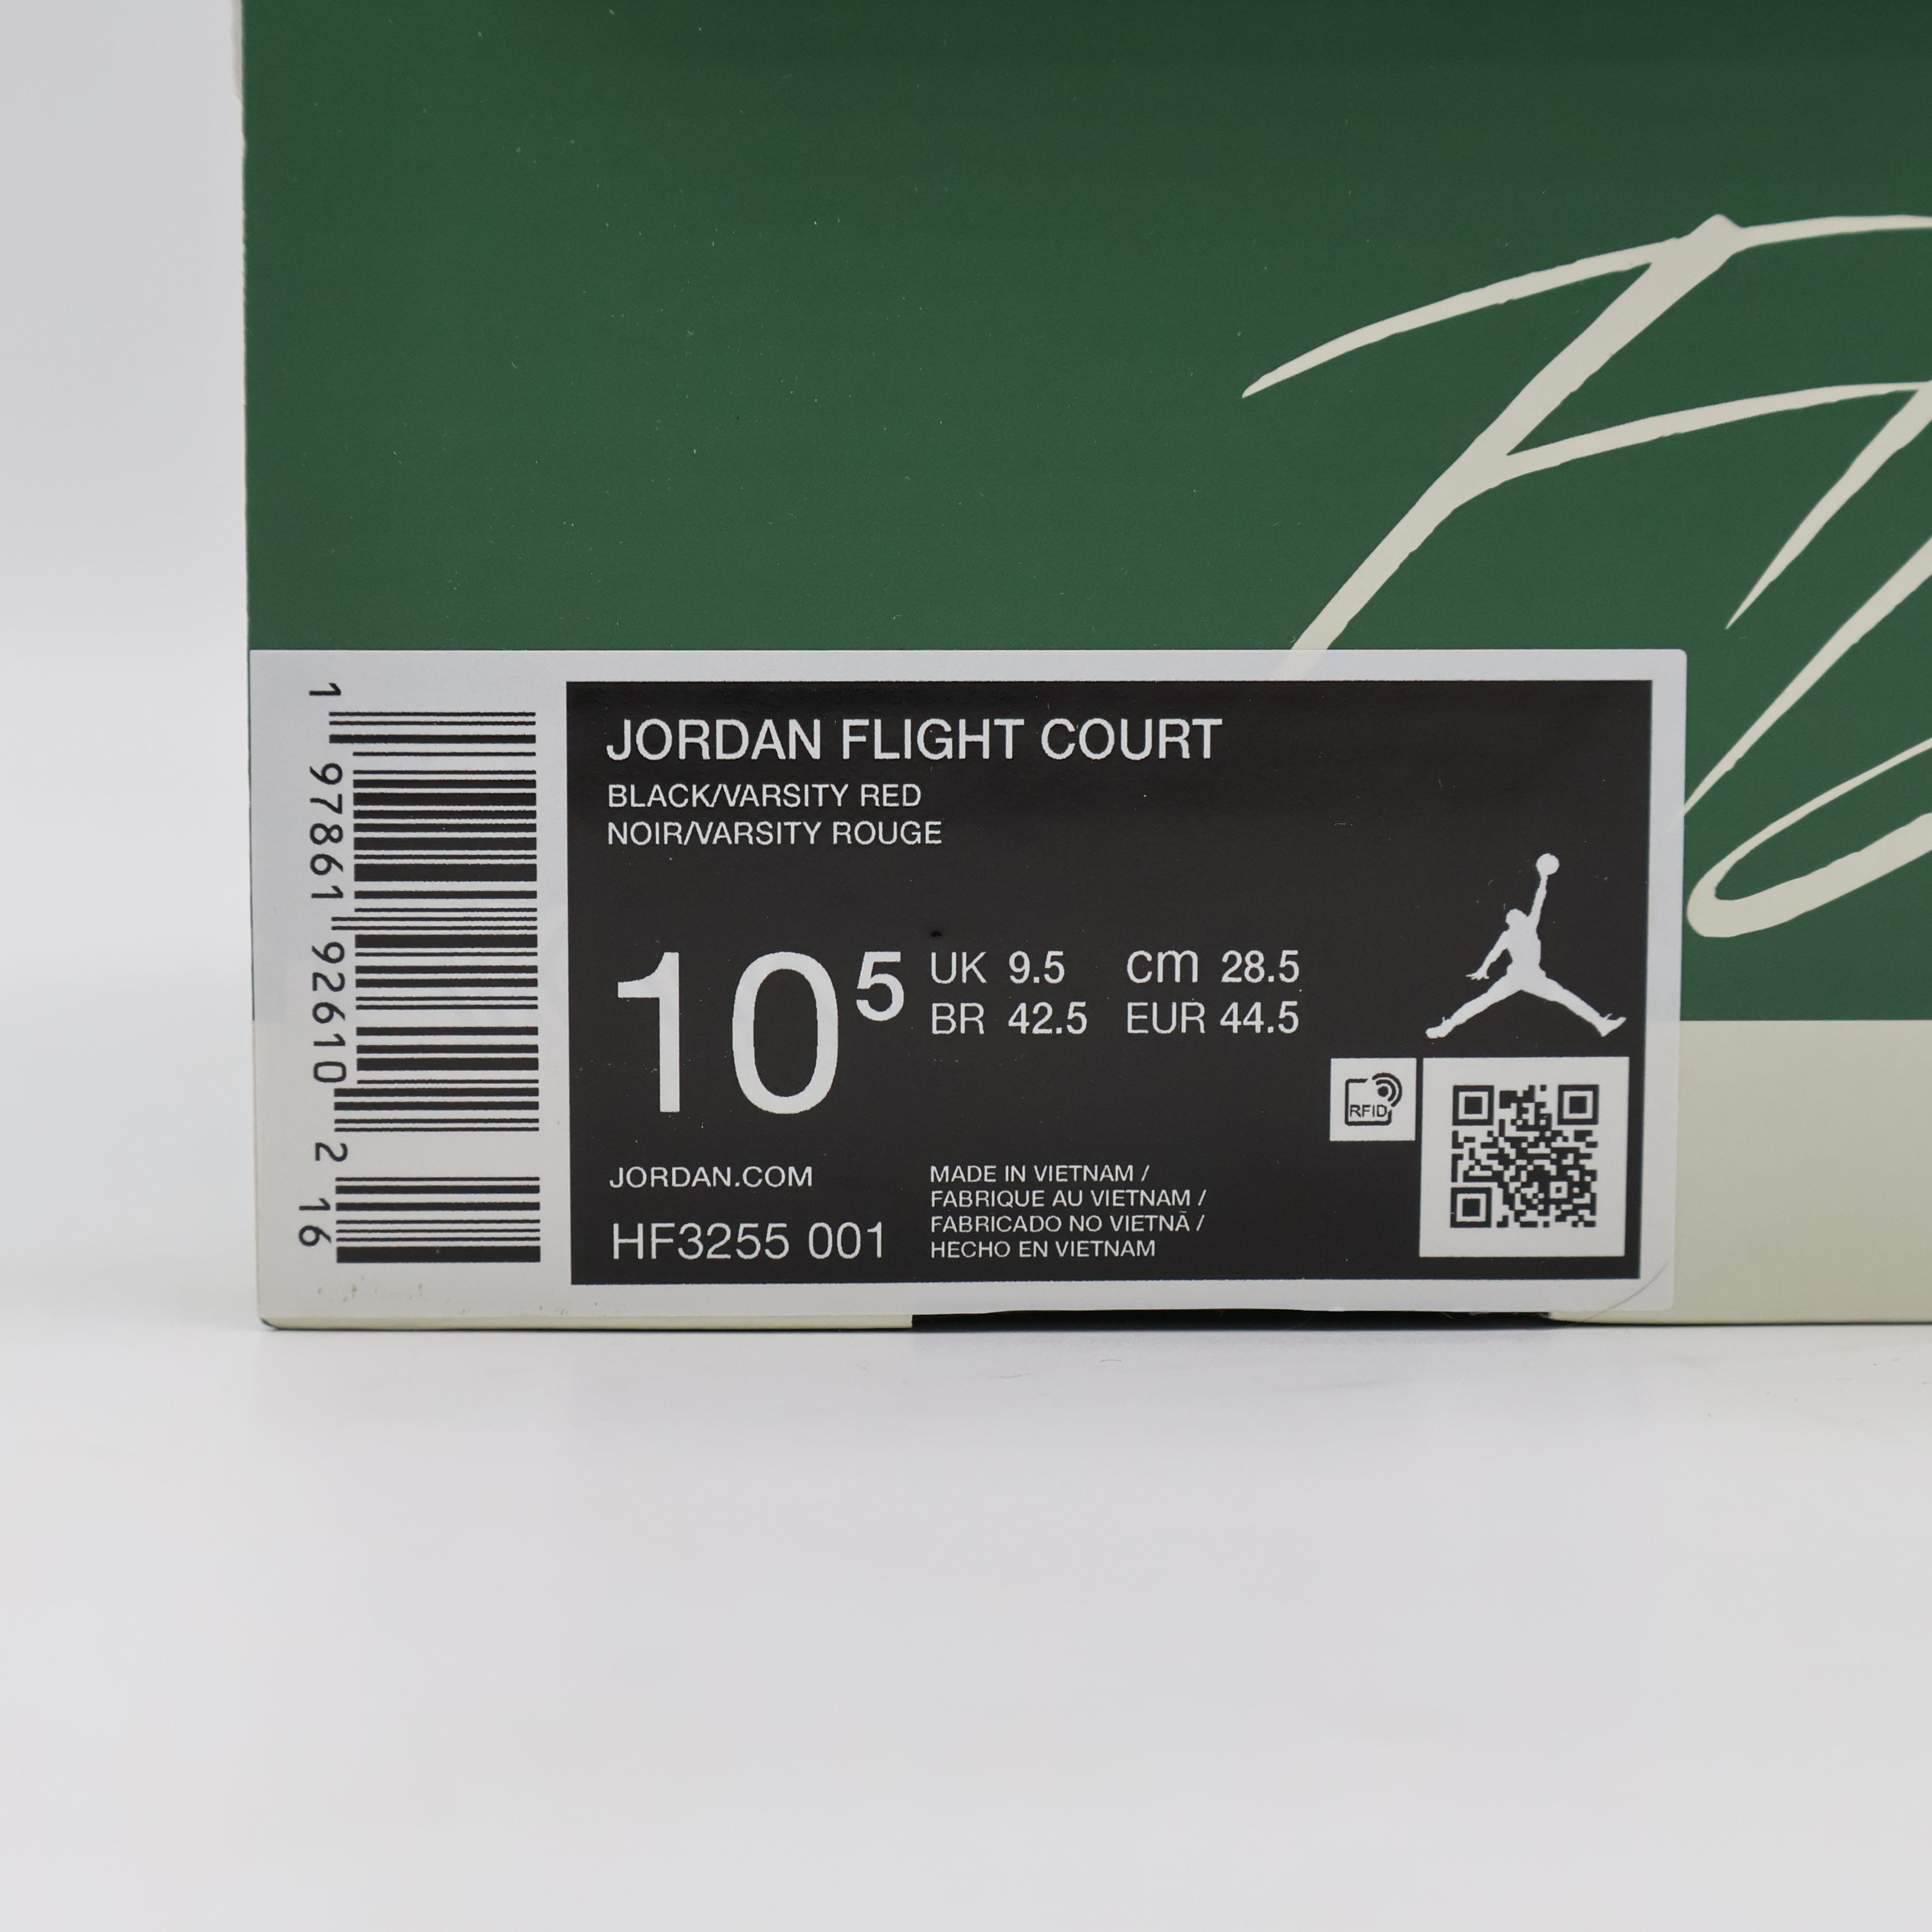 JORDAN FLIGHT COURT
BLACK/VARSITY RED
NOIR/VARSITY ROUGE
10⁵
UK 9.5 cm 28.5
BR 42.5 EUR 44.5
RFID
JORDAN.COM
HF3255 001
MADE IN VIETNAM /
FABRIQUE AU VIETNAM /
FABRICADO NO VIETNÃ /
HECHO EN VIETNAM
1 97861 92610 2 16